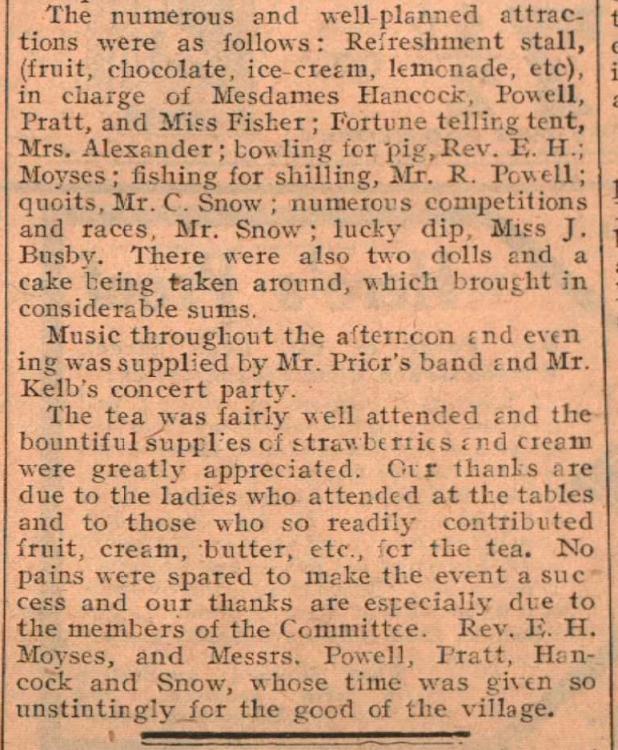 The numerous and well-planned attrac-
tions were as follows: Refreshment stall,
(fruit, chocolate, ice-cream, lemonade, etc),
in charge of Mesdames Hancock, Powell,
Pratt, and Miss Fisher; Fortune telling tent,
Mrs. Alexander; bowling for pig, Rev. E. H.;
Moyses; fishing for shilling, Mr. R. Powell;
quoits, Mr. C. Snow; numerous competitions
and races, Mr. Snow; lucky dip, Miss J.
Busby. There were also two dolls and a
cake being taken around, which brought in
considerable sums.
Music throughout the afternoon and even
ing was supplied by Mr. Prior's band and Mr.
Kelb's concert party.
The tea was fairly well attended and the
bountiful supplies of strawberries and cream
were greatly appreciated. Our thanks are
due to the ladies who attended at the tables
and to those who so readily contributed
fruit, cream, butter, etc., for the tea. No
pains were spared to make the event a suc
cess and our thanks are especially due to
the members of the Committee. Rev. E. H.
Moyses, and Messrs. Powell, Pratt, Han-
cock and Snow, whose time was given so
unstintingly for the good of the village.